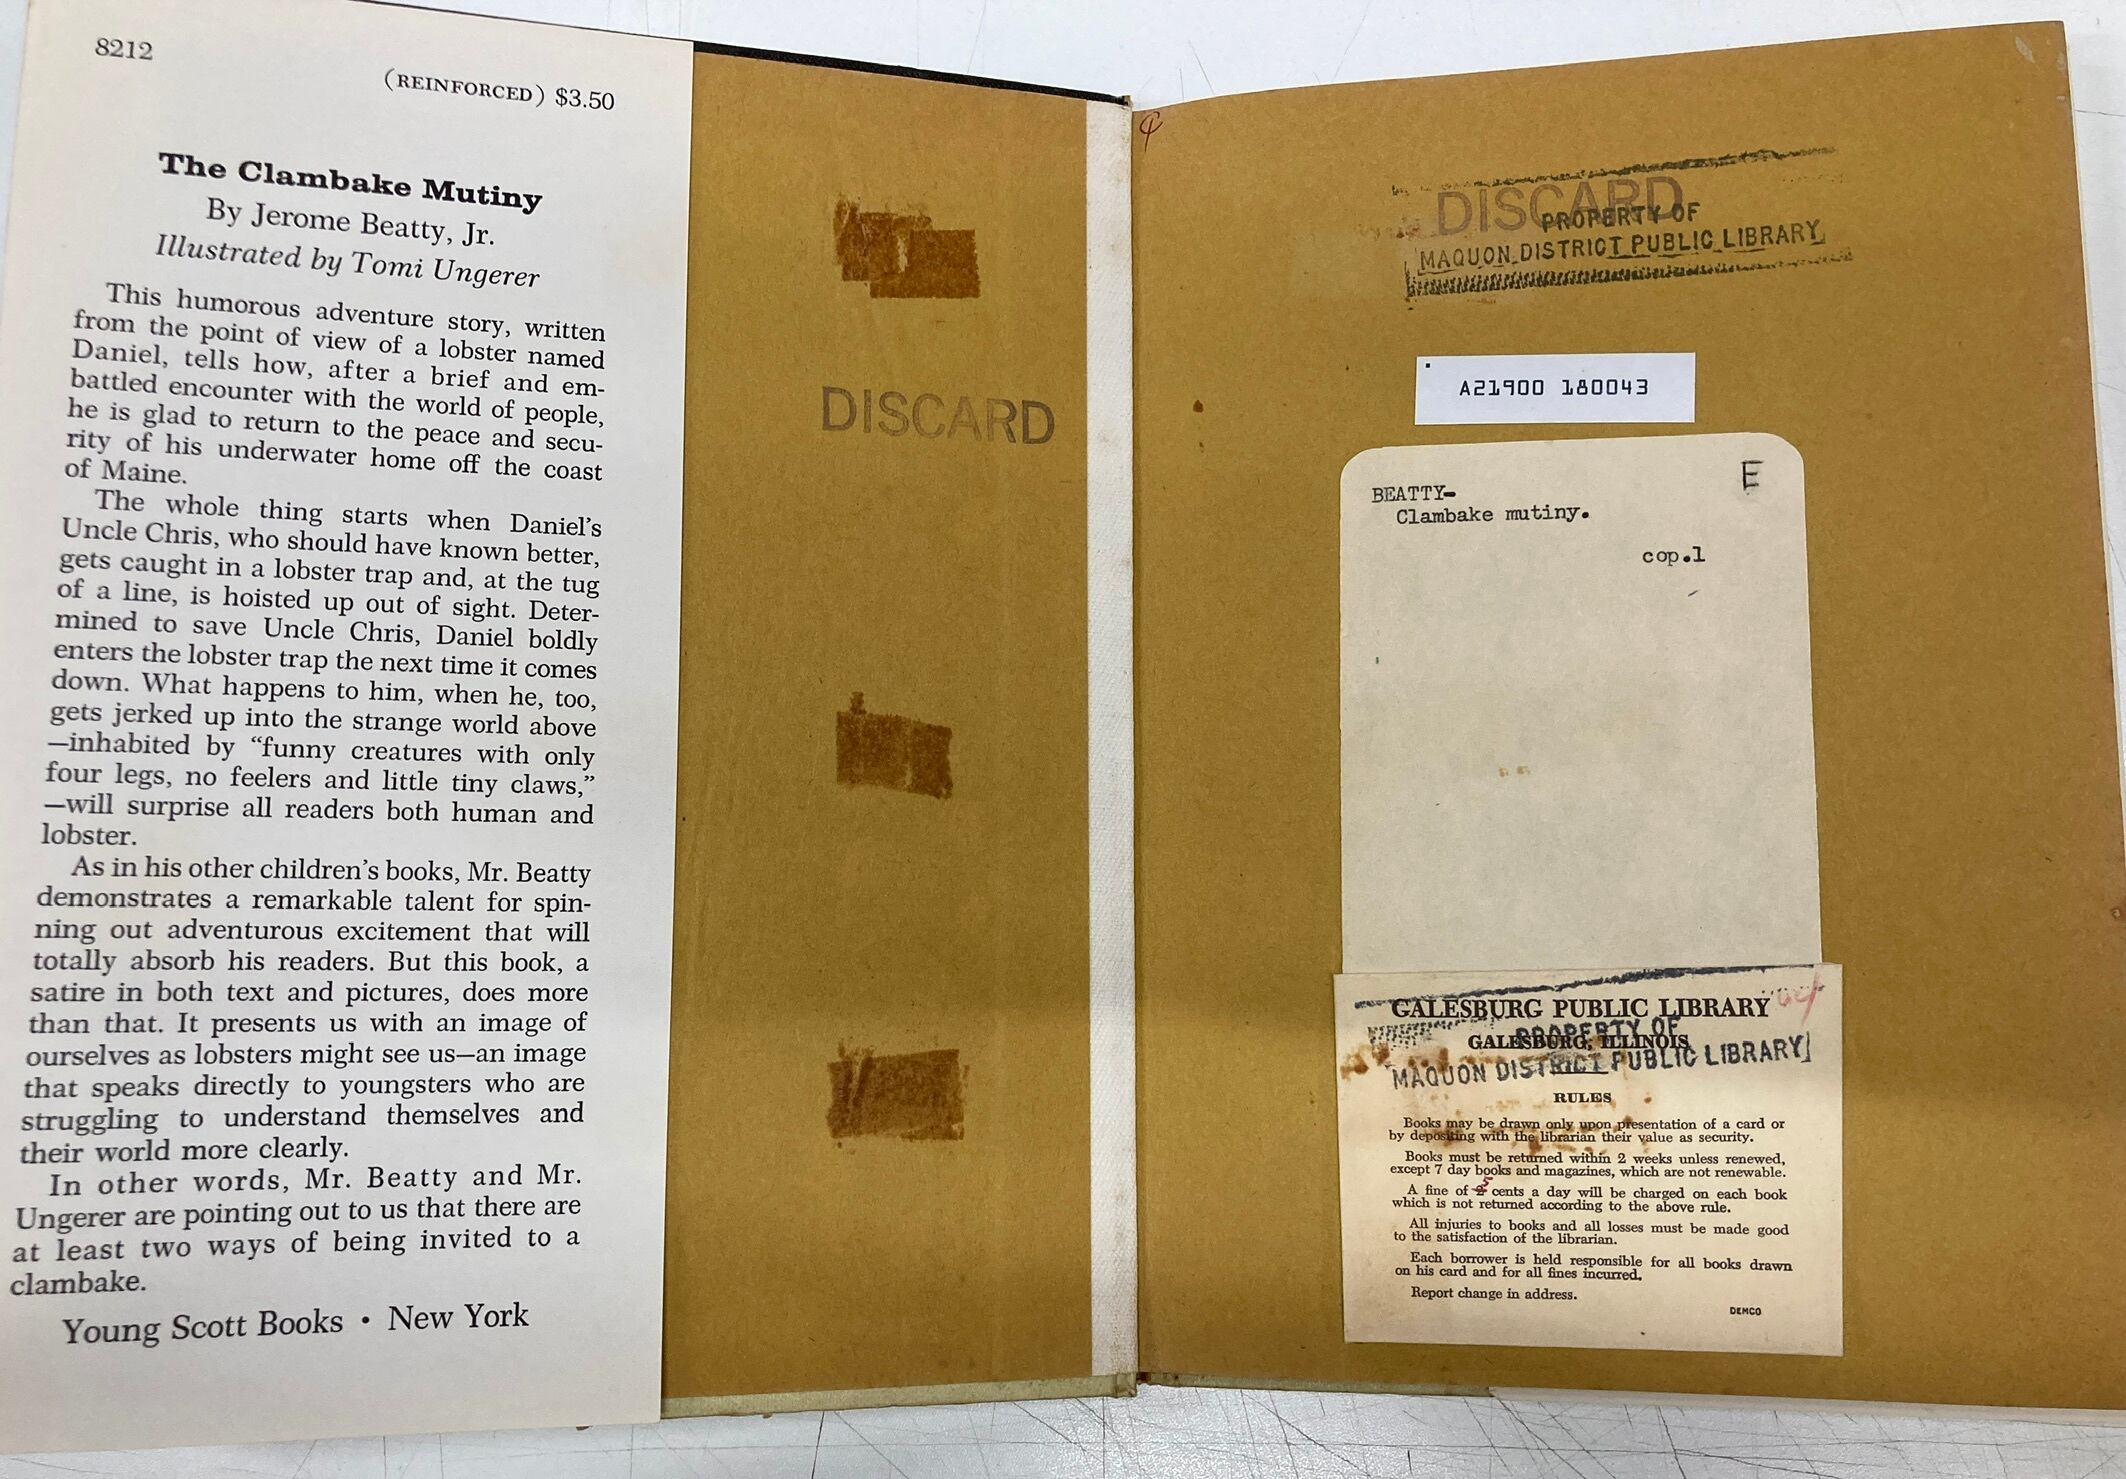 8212
(REINFORCED) $3.50
The Clambake Mutiny
By Jerome Beatty, Jr.
Illustrated by Tomi Ungerer
This humorous adventure story, written
from the point of view of a lobster named
Daniel, tells how, after a brief and em-
battled encounter with the world of people,
he is glad to return to the peace and secu-
rity of his underwater home off the coast
of Maine.
The whole thing starts when Daniel's
Uncle Chris, who should have known better,
gets caught in a lobster trap and, at the tug
of a line, is hoisted up out of sight. Deter-
mined to save Uncle Chris, Daniel boldly
enters the lobster trap the next time it comes
down. What happens to him, when he, too,
gets jerked up into the strange world above
—inhabited by “funny creatures with only
four legs, no feelers and little tiny claws,”
—will surprise all readers both human and
lobster.
As in his other children's books, Mr. Beatty
demonstrates a remarkable talent for spin-
ning out adventurous excitement that will
totally absorb his readers. But this book, a
satire in both text and pictures, does more
than that. It presents us with an image of
ourselves as lobsters might see us—an image
that speaks directly to youngsters who are
struggling to understand themselves and
their world more clearly.
In other words, Mr. Beatty and Mr.
Ungerer are pointing out to us that there are
at least two ways of being invited to a
clambake.
Young Scott Books • New York
DISCARD
DISCARD
PROPERTY OF
MAQUON DISTRICT PUBLIC LIBRARY
A21900 180043
E
BEATTY-
Clambake mutiny.
cop.1
GALESBURG PUBLIC LIBRARY
GALESBURG, ILLINOIS
PROPERTY OF
MAQUON DISTRICT PUBLIC LIBRARY
RULES
Books may be drawn only upon presentation of a card or
by depositing with the librarian their value as security.
Books must be returned within 2 weeks unless renewed,
except 7 day books and magazines, which are not renewable.
A fine of 5 cents a day will be charged on each book
which is not returned according to the above rule.
All injuries to books and all losses must be made good
to the satisfaction of the librarian.
Each borrower is held responsible for all books drawn
on his card and for all fines incurred.
Report change in address.
DEMCO